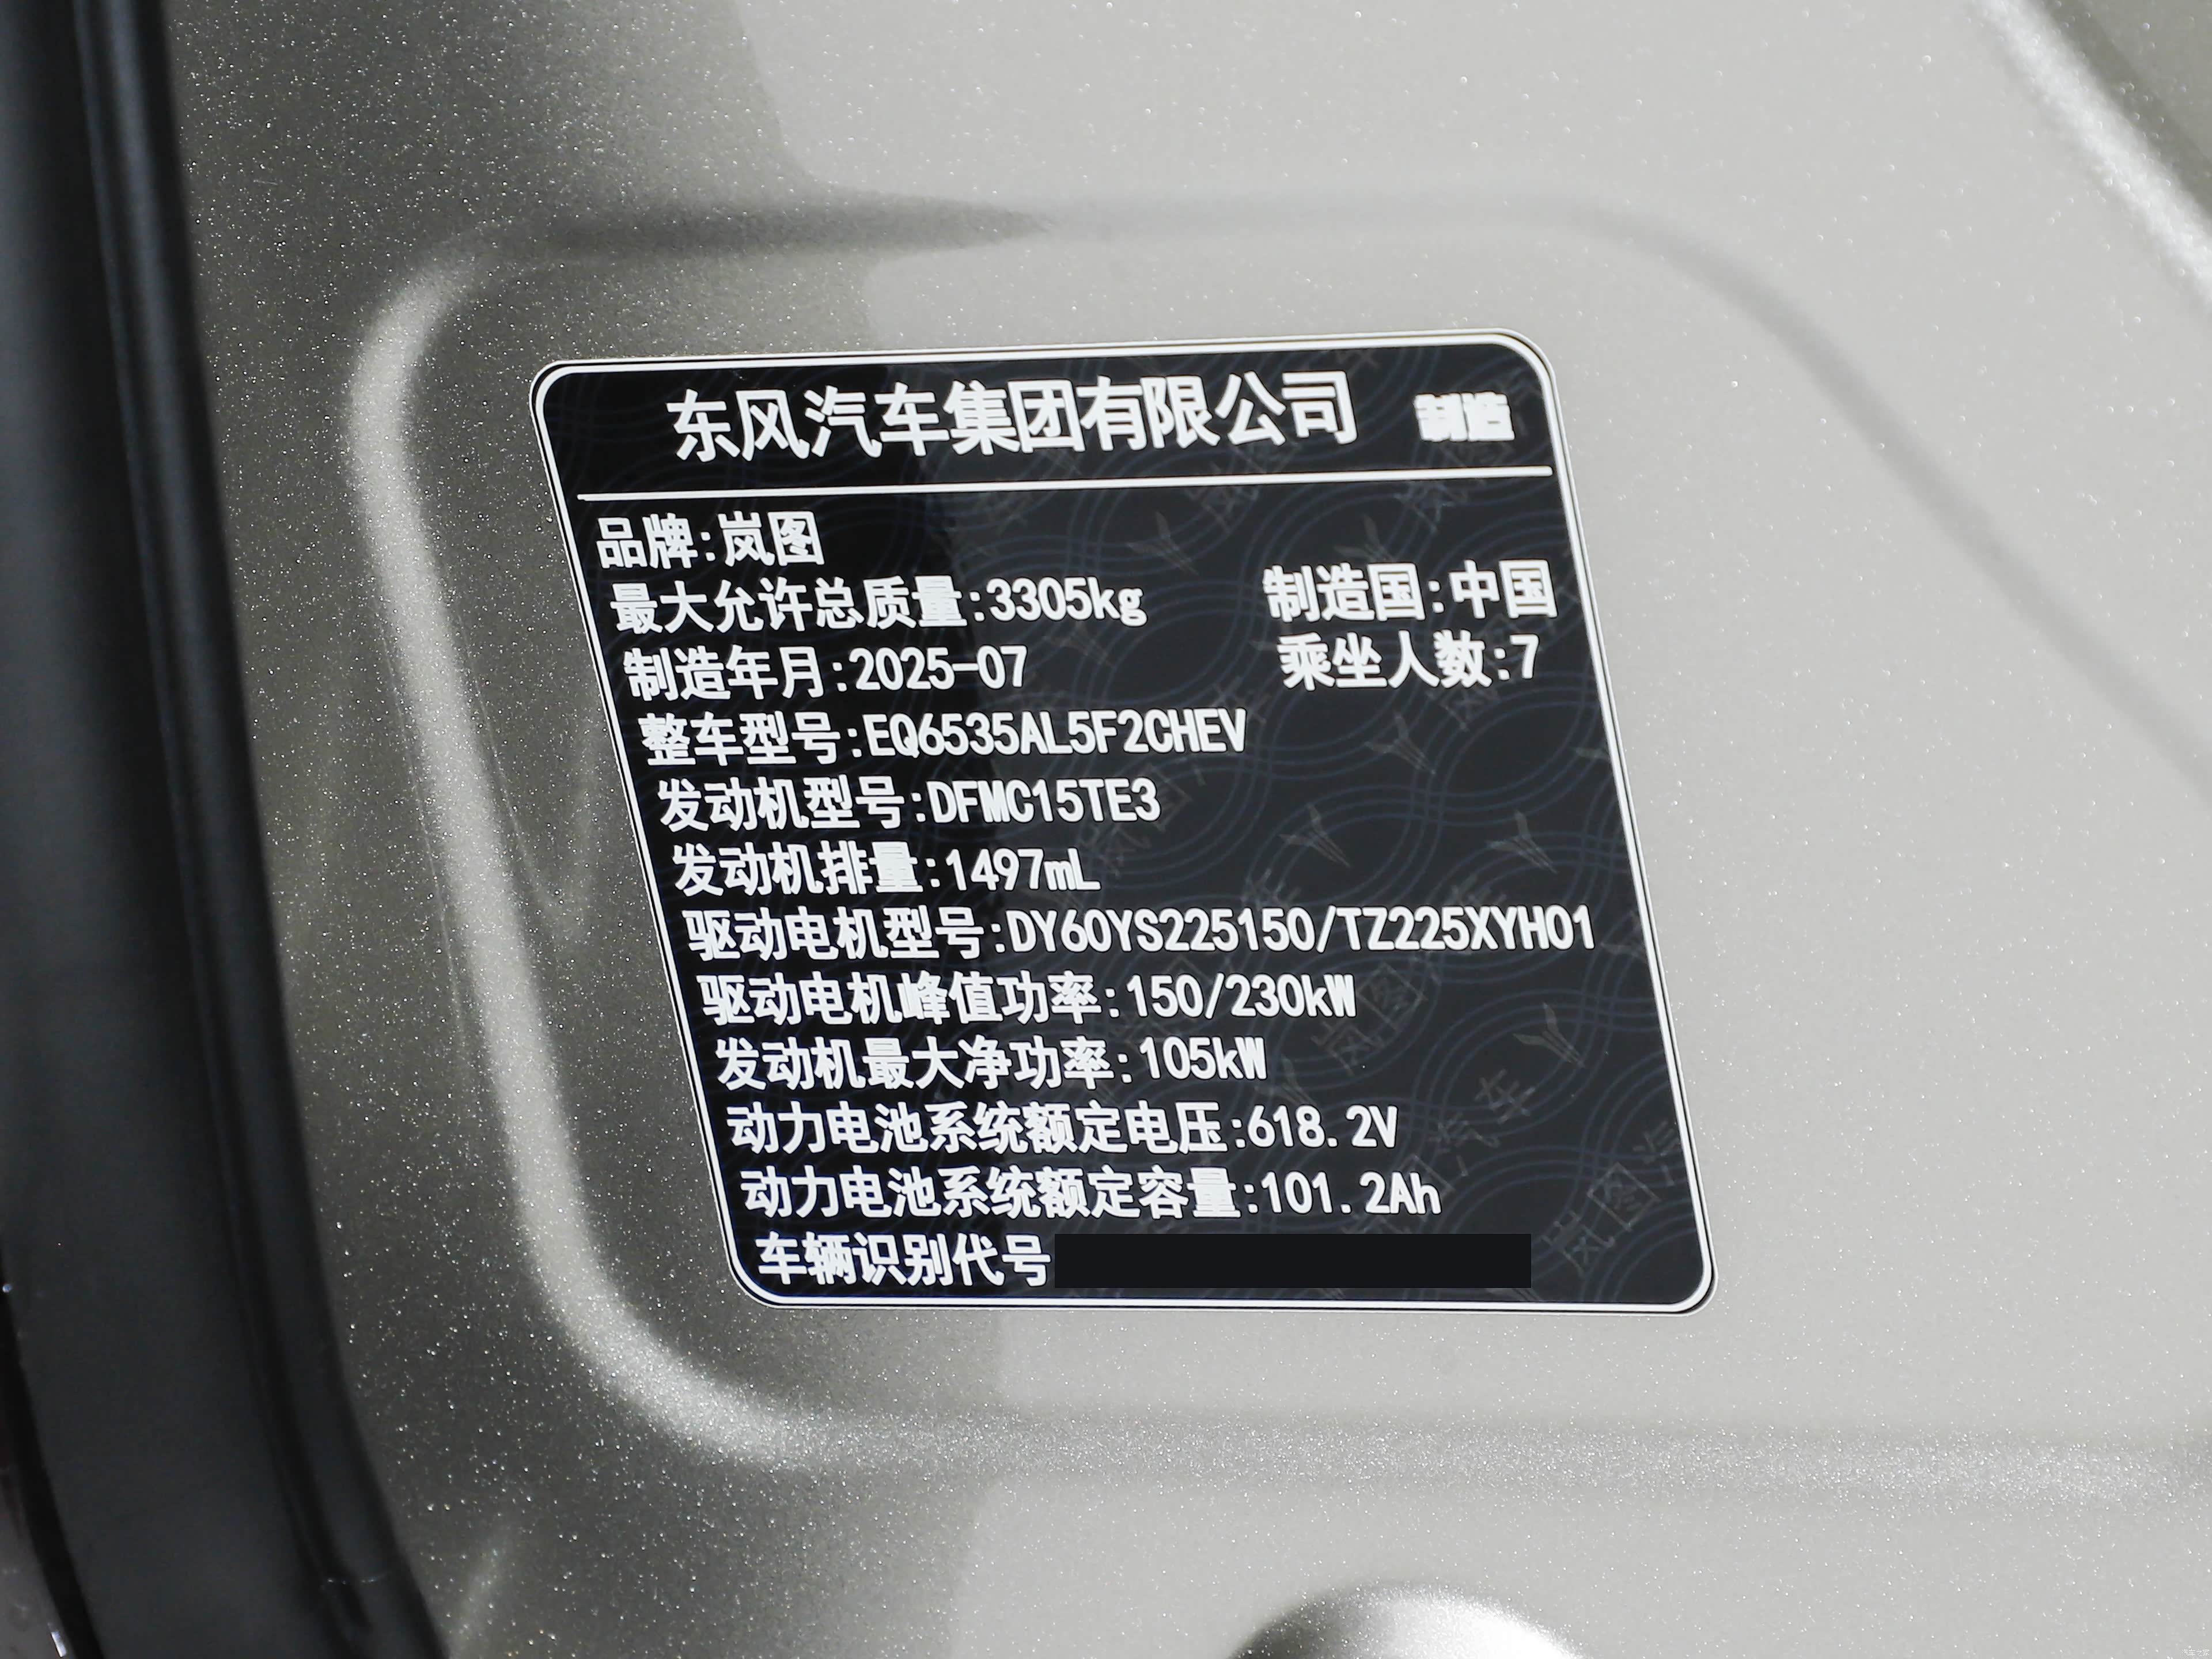 东风汽车集团有限公司 制造
品牌:岚图
最大允许总质量:3305kg 制造国:中国
制造年月:2025-07 乘坐人数:7
整车型号:EQ6535AL5F2CHEV
发动机型号:DFMC15TE3
发动机排量:1497mL
驱动电机型号:DY60YS225150/TZ225XYH01
驱动电机峰值功率:150/230kW
发动机最大净功率:105kW
动力电池系统额定电压:618.2V
动力电池系统额定容量:101.2Ah
车辆识别代号